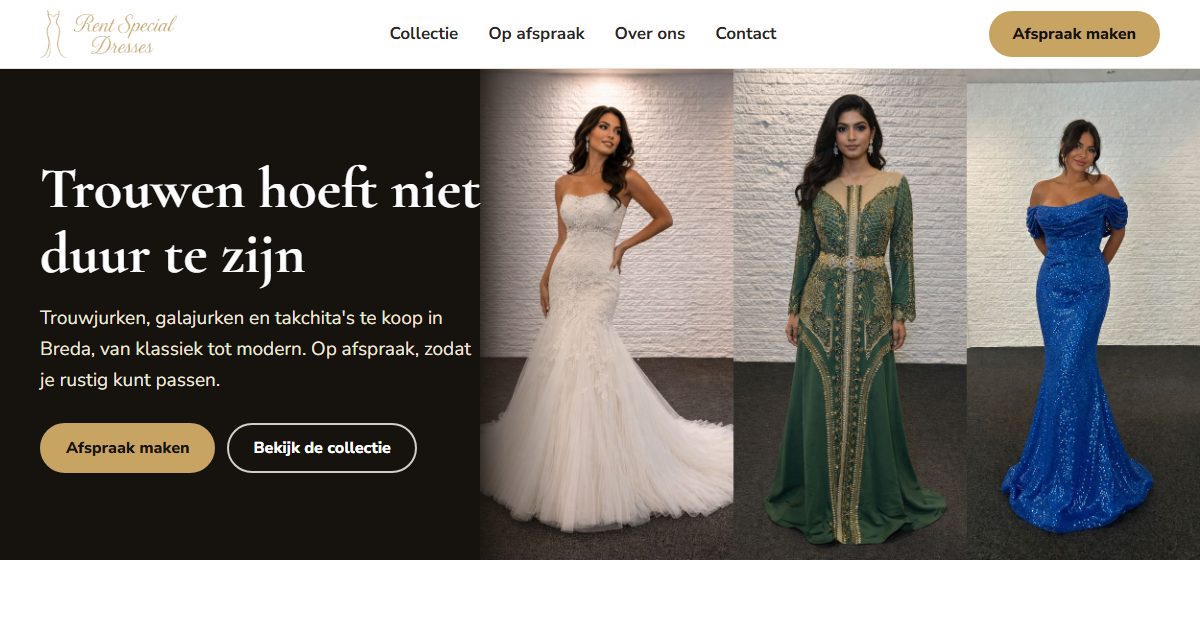 Rent Special
Dresses
Collectie
Op afspraak
Over ons
Contact
Afspraak maken
Trouwen hoeft niet
duur te zijn
Trouwjurken, galajurken en takchita's te koop in
Breda, van klassiek tot modern. Op afspraak, zodat
je rustig kunt passen.
Afspraak maken
Bekijk de collectie